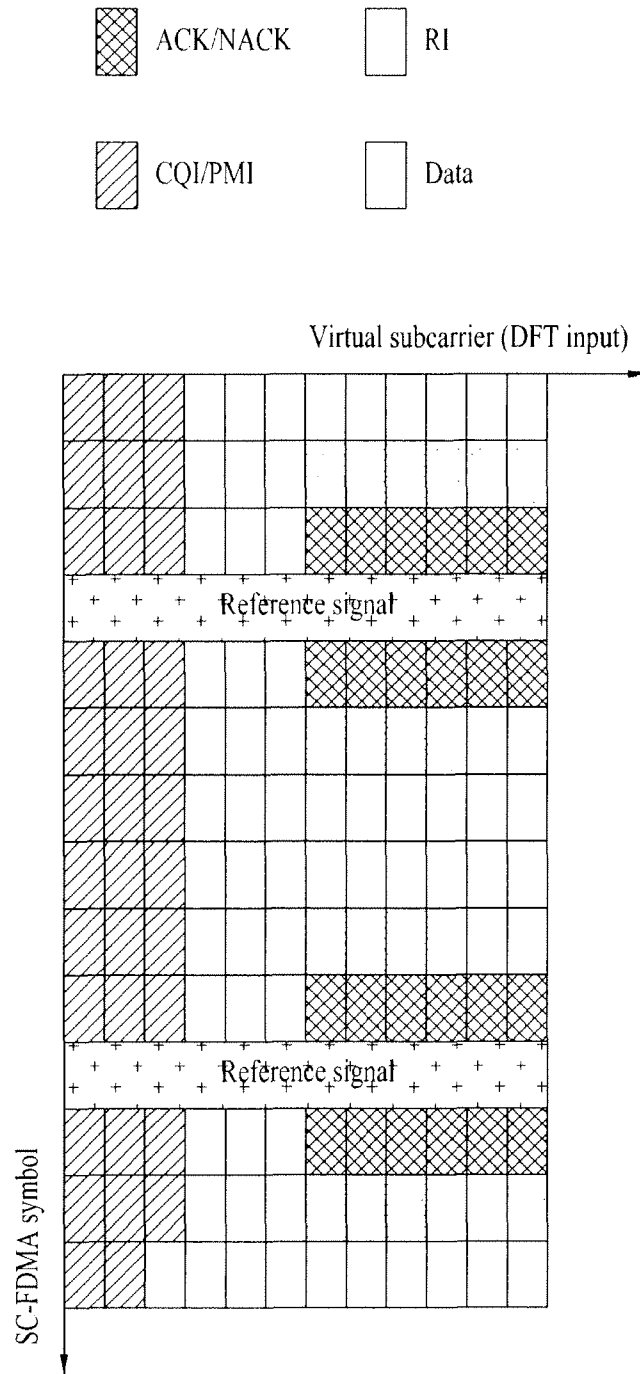 ACK/NACK
RI
CQI/PMI
Data
Virtual subcarrier (DFT input)
Reference signal
Reference signal
SC-FDMA symbol